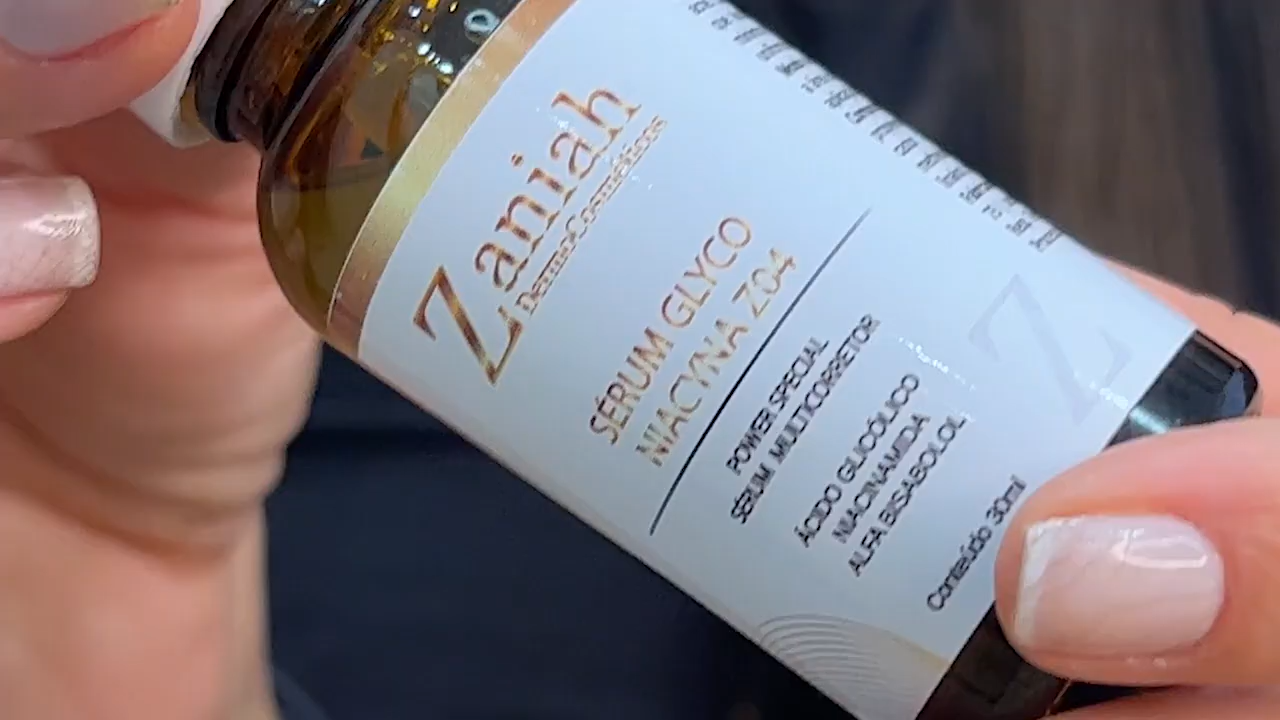 Zaniah
DermoCosméticos
SÉRUM GLYCO
NIACYNA Z04
POWER SPECIAL
SÉRUM MULTICORRETOR
ÁCIDO GLICÓLICO
NIACINAMIDA
ALFA BISABOLOL
Conteúdo 30ml
Z